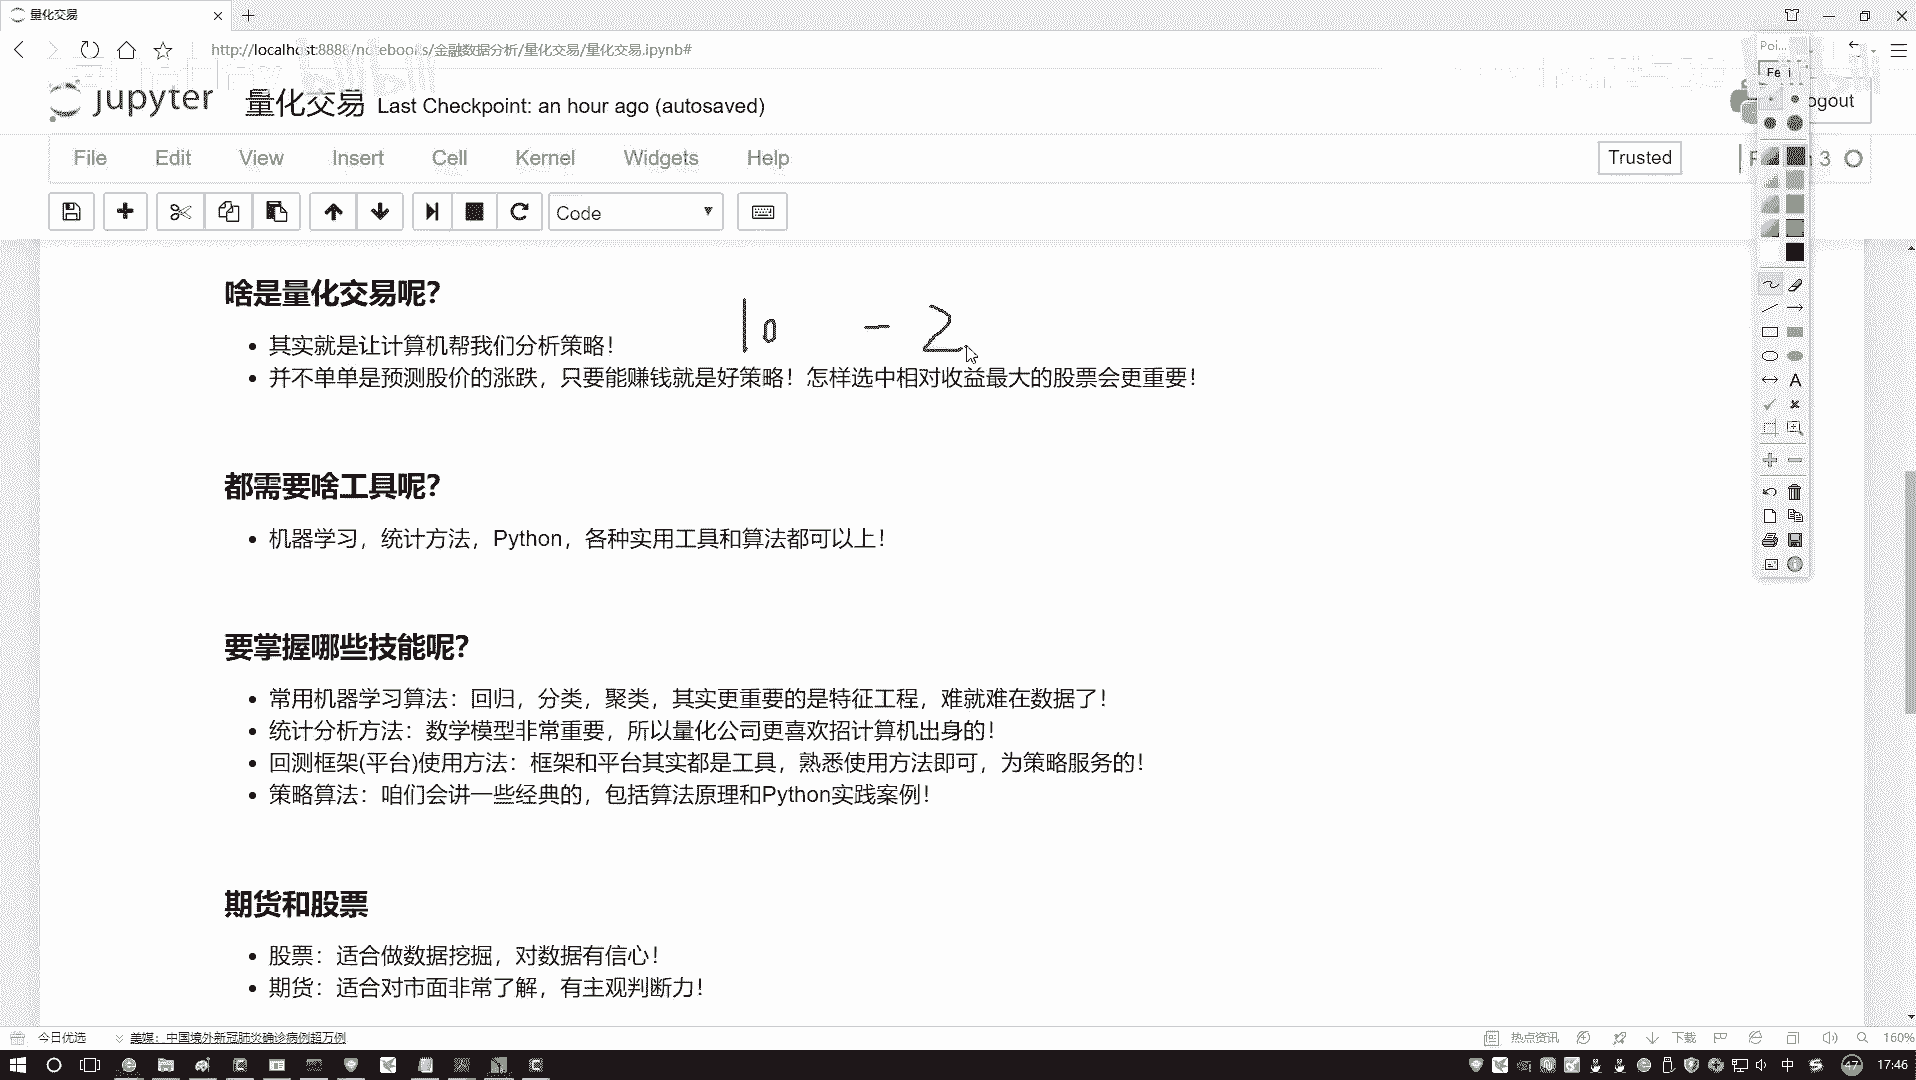 量化交易
http://localhost:8888/notebooks/金融数据分析/量化交易/量化交易.ipynb#
Poi...
Fe
jupyter 量化交易 Last Checkpoint: an hour ago (autosaved)
File Edit View Insert Cell Kernel Widgets Help
Trusted
3
Code
啥是量化交易呢？
10 - 2
其实就是让计算机帮我们分析策略！
并不单单是预测股价的涨跌，只要能赚钱就是好策略！怎样选中相对收益最大的股票会更重要！
都需要啥工具呢？
机器学习，统计方法，Python，各种实用工具和算法都可以上！
要掌握哪些技能呢？
常用机器学习算法：回归，分类，聚类，其实更重要的是特征工程，难就难在数据了！
统计分析方法：数学模型非常重要，所以量化公司更喜欢招计算机出身的！
回测框架(平台)使用方法：框架和平台其实都是工具，熟悉使用方法即可，为策略服务的！
策略算法：咱们会讲一些经典的，包括算法原理和Python实践案例！
期货和股票
股票：适合做数据挖掘，对数据有信心！
期货：适合对市面非常了解，有主观判断力！
今日优选 美媒：中国境外新冠肺炎确诊病例超万例 热点资讯 下载 160%
中 47 17:46